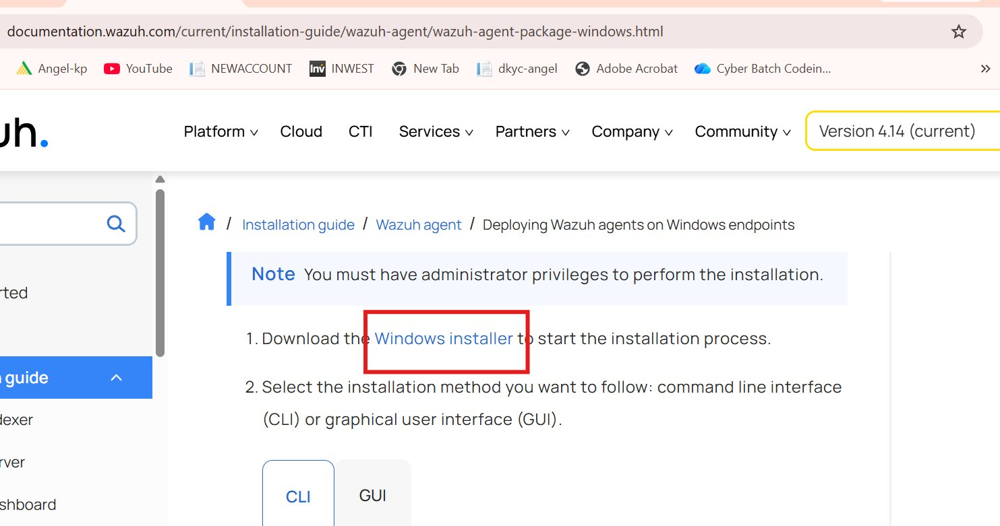 documentation.wazuh.com/current/installation-guide/wazuh-agent/wazuh-agent-package-windows.html
Angel-kp YouTube NEWACCOUNT Inv INWEST New Tab dkyc-angel Adobe Acrobat Cyber Batch Codein... »
uh. Platform Cloud CTI Services Partners Company Community Version 4.14 (current)
/ Installation guide / Wazuh agent / Deploying Wazuh agents on Windows endpoints
Note You must have administrator privileges to perform the installation.
rted
1. Download the Windows installer to start the installation process.
guide
2. Select the installation method you want to follow: command line interface
(CLI) or graphical user interface (GUI).
dexer
rver
CLI GUI
shboard